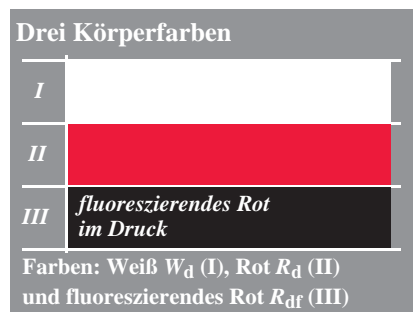 Drei Körperfarben
I
II
III
fluoreszierendes Rot
im Druck
Farben: Weiß Wd (I), Rot Rd (II)
und fluoreszierendes Rot Rdf (III)